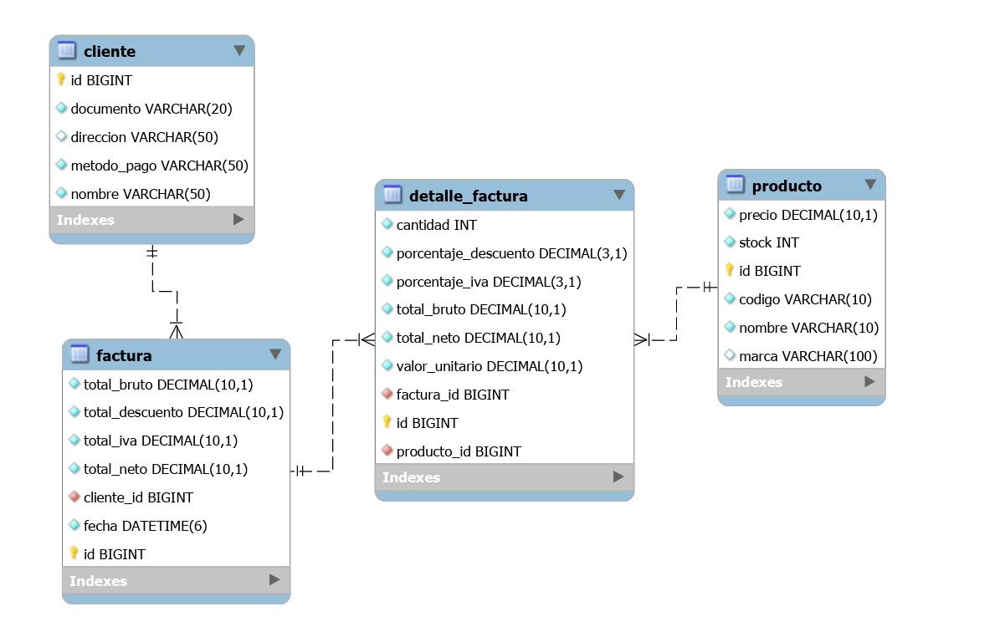 cliente
id BIGINT
documento VARCHAR(20)
direccion VARCHAR(50)
metodo_pago VARCHAR(50)
nombre VARCHAR(50)
Indexes
factura
total_bruto DECIMAL(10,1)
total_descuento DECIMAL(10,1)
total_iva DECIMAL(10,1)
total_neto DECIMAL(10,1)
cliente_id BIGINT
fecha DATETIME(6)
id BIGINT
Indexes
detalle_factura
cantidad INT
porcentaje_descuento DECIMAL(3,1)
porcentaje_iva DECIMAL(3,1)
total_bruto DECIMAL(10,1)
total_neto DECIMAL(10,1)
valor_unitario DECIMAL(10,1)
factura_id BIGINT
id BIGINT
producto_id BIGINT
Indexes
producto
precio DECIMAL(10,1)
stock INT
id BIGINT
codigo VARCHAR(10)
nombre VARCHAR(10)
marca VARCHAR(100)
Indexes